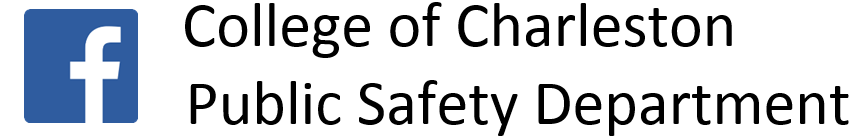 College of Charleston
Public Safety Department